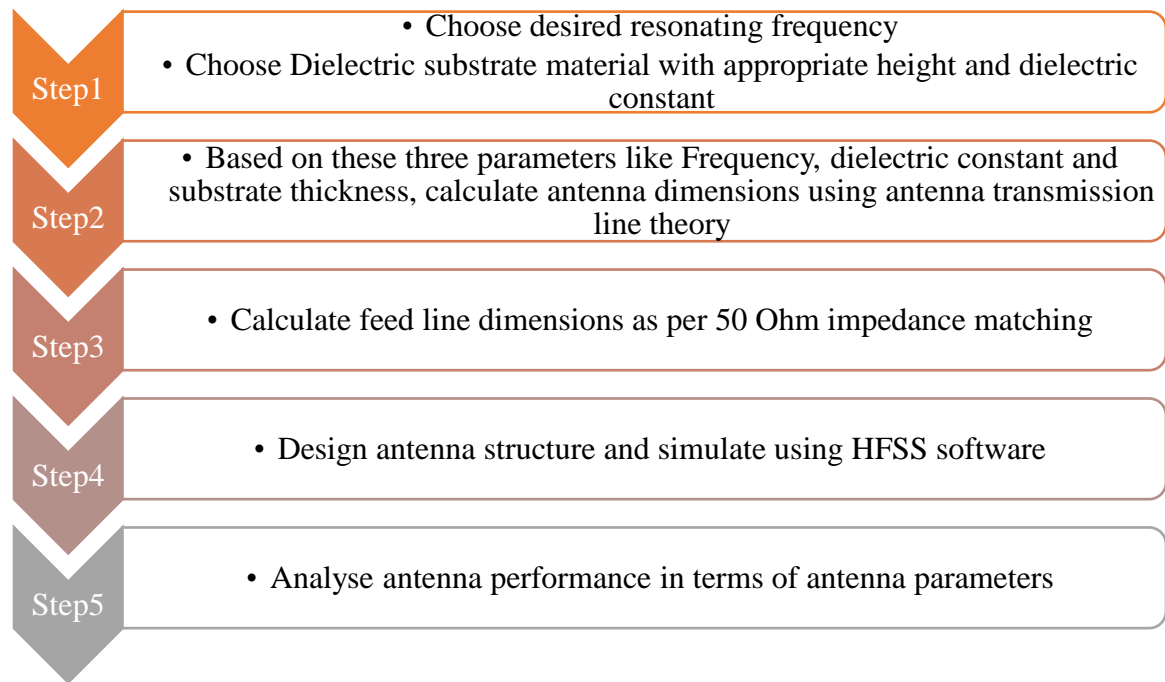 Step1
• Choose desired resonating frequency
• Choose Dielectric substrate material with appropriate height and dielectric
constant
Step2
• Based on these three parameters like Frequency, dielectric constant and
substrate thickness, calculate antenna dimensions using antenna transmission
line theory
Step3
• Calculate feed line dimensions as per 50 Ohm impedance matching
Step4
• Design antenna structure and simulate using HFSS software
Step5
• Analyse antenna performance in terms of antenna parameters